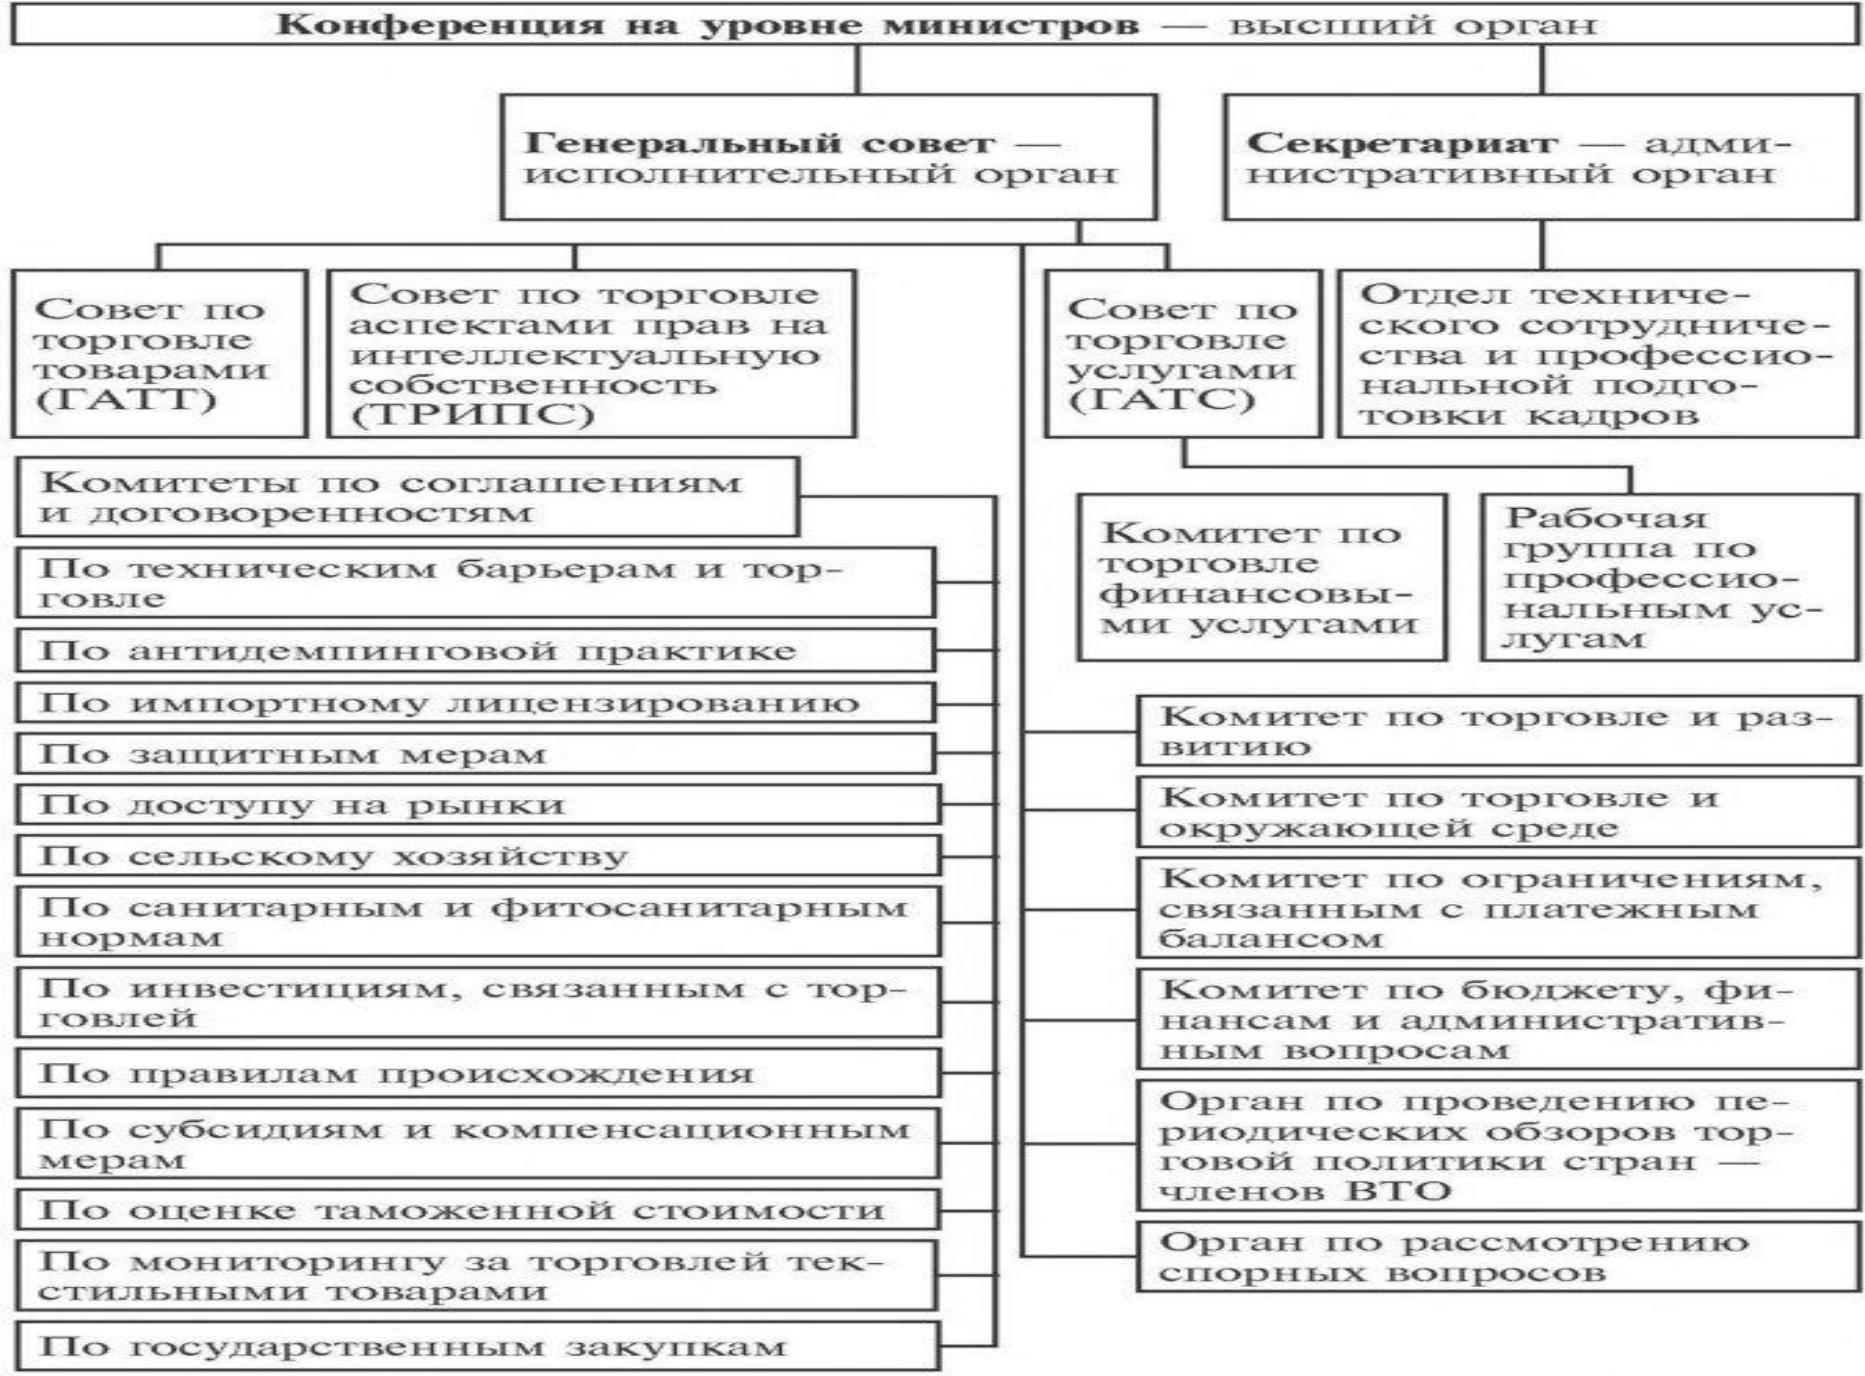 Конференция на уровне министров — высший орган
Генеральный совет —
исполнительный орган
Секретариат — адми-
нистративный орган
Совет по
торговле
товарами
(ГАТТ)
Совет по торговле
аспектами прав на
интеллектуальную
собственность
(ТРИПС)
Совет по
торговле
услугами
(ГАТС)
Отдел техниче-
ского сотрудниче-
ства и профессио-
нальной подго-
товки кадров
Комитеты по соглашениям
и договоренностям
По техническим барьерам и тор-
говле
По антидемпинговой практике
По импортному лицензированию
По защитным мерам
По доступу на рынки
По сельскому хозяйству
По санитарным и фитосанитарным
нормам
По инвестициям, связанным с тор-
говлей
По правилам происхождения
По субсидиям и компенсационным
мерам
По оценке таможенной стоимости
По мониторингу за торговлей тек-
стильными товарами
По государственным закупкам
Комитет по
торговле
финансовы-
ми услугами
Рабочая
группа по
профессио-
нальным ус-
лугам
Комитет по торговле и раз-
витию
Комитет по торговле и
окружающей среде
Комитет по ограничениям,
связанным с платежным
балансом
Комитет по бюджету, фи-
нансам и административ-
ным вопросам
Орган по проведению пе-
риодических обзоров тор-
говой политики стран —
членов ВТО
Орган по рассмотрению
спорных вопросов